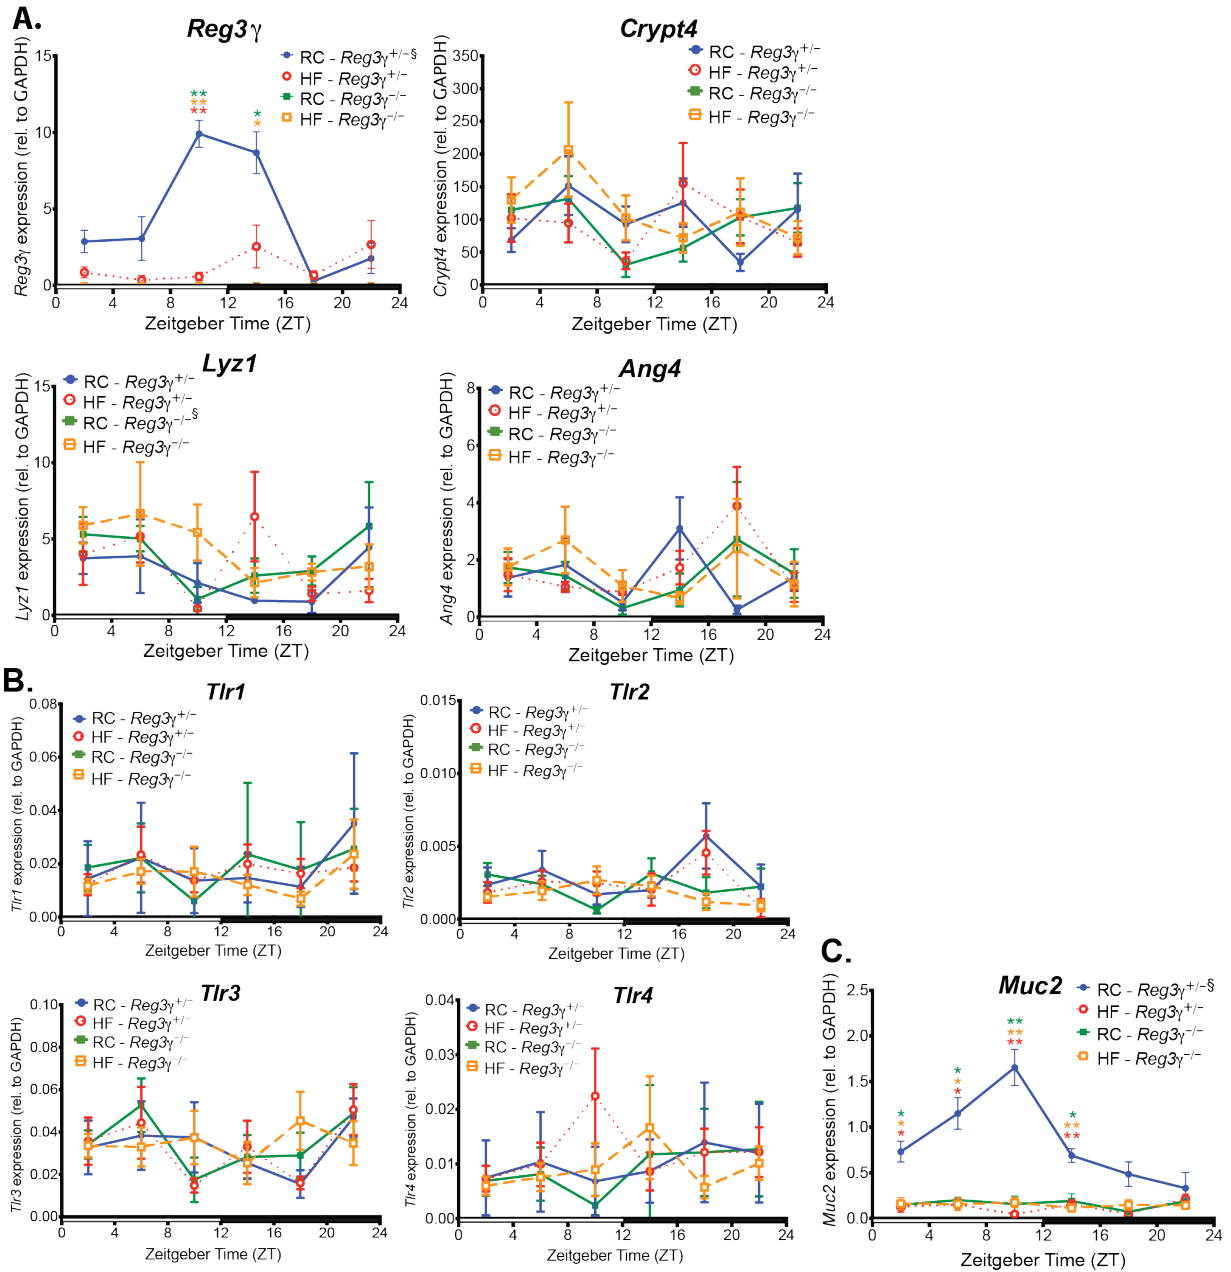 A.
Reg3γ
Reg3γ expression (rel. to GAPDH)
15
10
5
0
RC - Reg3γ+/−§
HF - Reg3γ+/−
RC - Reg3γ−/−
HF - Reg3γ−/−
**
**
**
*
*
0 4 8 12 16 20 24
Zeitgeber Time (ZT)
Crypt4
Crypt4 expression (rel. to GAPDH)
350
300
250
200
150
100
50
0
RC - Reg3γ+/−
HF - Reg3γ+/−
RC - Reg3γ−/−
HF - Reg3γ−/−
0 4 8 12 16 20 24
Zeitgeber Time (ZT)
Lyz1
Lyz1 expression (rel. to GAPDH)
15
10
5
0
RC - Reg3γ+/−
HF - Reg3γ+/−
RC - Reg3γ−/−§
HF - Reg3γ−/−
0 4 8 12 16 20 24
Zeitgeber Time (ZT)
Ang4
Ang4 expression (rel. to GAPDH)
8
6
4
2
0
RC - Reg3γ+/−
HF - Reg3γ+/−
RC - Reg3γ−/−
HF - Reg3γ−/−
0 4 8 12 16 20 24
Zeitgeber Time (ZT)
B.
Tlr1
Tlr1 expression (rel. to GAPDH)
0.08
0.06
0.04
0.02
0.00
RC - Reg3γ+/−
HF - Reg3γ+/−
RC - Reg3γ−/−
HF - Reg3γ−/−
0 4 8 12 16 20 24
Zeitgeber Time (ZT)
Tlr2
Tlr2 expression (rel. to GAPDH)
0.015
0.010
0.005
0.000
RC - Reg3γ+/−
HF - Reg3γ+/−
RC - Reg3γ−/−
HF - Reg3γ−/−
0 4 8 12 16 20 24
Zeitgeber Time (ZT)
Tlr3
Tlr3 expression (rel. to GAPDH)
0.10
0.08
0.06
0.04
0.02
0.00
RC - Reg3γ+/−
HF - Reg3γ+/−
RC - Reg3γ−/−
HF - Reg3γ−/−
0 4 8 12 16 20 24
Zeitgeber Time (ZT)
Tlr4
Tlr4 expression (rel. to GAPDH)
0.04
0.03
0.02
0.01
0.00
RC - Reg3γ+/−
HF - Reg3γ+/−
RC - Reg3γ−/−
HF - Reg3γ−/−
0 4 8 12 16 20 24
Zeitgeber Time (ZT)
C.
Muc2
Muc2 expression (rel. to GAPDH)
2.5
2.0
1.5
1.0
0.5
0.0
RC - Reg3γ+/−§
HF - Reg3γ+/−
RC - Reg3γ−/−
HF - Reg3γ−/−
*
*
*
*
*
*
**
**
**
*
**
**
0 4 8 12 16 20 24
Zeitgeber Time (ZT)